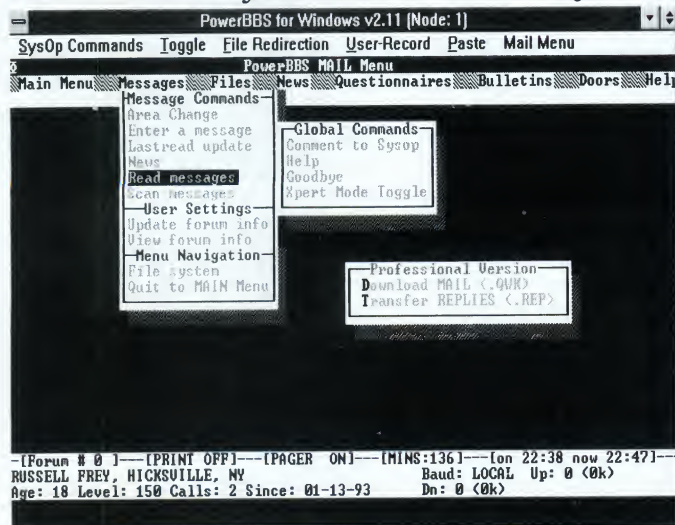 PowerBBS for Windows v2.11 (Node: 1)
SysOp Commands Toggle File Redirection User-Record Paste Mail Menu
PowerBBS MAIL Menu
Main Menu Messages Files News Questionnaires Bulletins Doors Help
Message Commands
Area Change
Enter a message
Lastread update
News
Read messages
Scan messages
User Settings
Update forum info
View forum info
Menu Navigation
File system
Quit to MAIN Menu
Global Commands
Comment to Sysop
Help
Goodbye
Xpert Mode Toggle
Professional Version
Download MAIL <.QWK>
Transfer REPLIES <.REP>
-[Forum # 0 ]---[PRINT OFF]---[PAGER ON]---[MINS:136]---[on 22:38 now 22:47]--
RUSSELL FREY, HICKSVILLE, NY Baud: LOCAL Up: 0 (0k)
Age: 18 Level: 150 Calls: 2 Since: 01-13-93 Dn: 0 (0k)